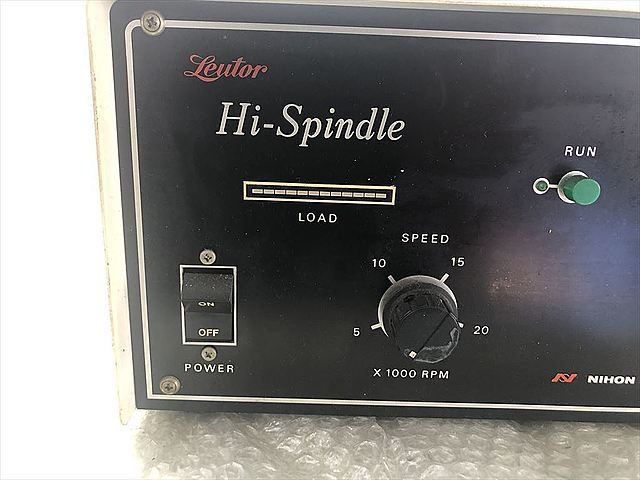 Leutor
Hi-Spindle
RUN
LOAD
SPEED
10 15
5 20
ON
OFF
POWER
X 1000 RPM
NIHON